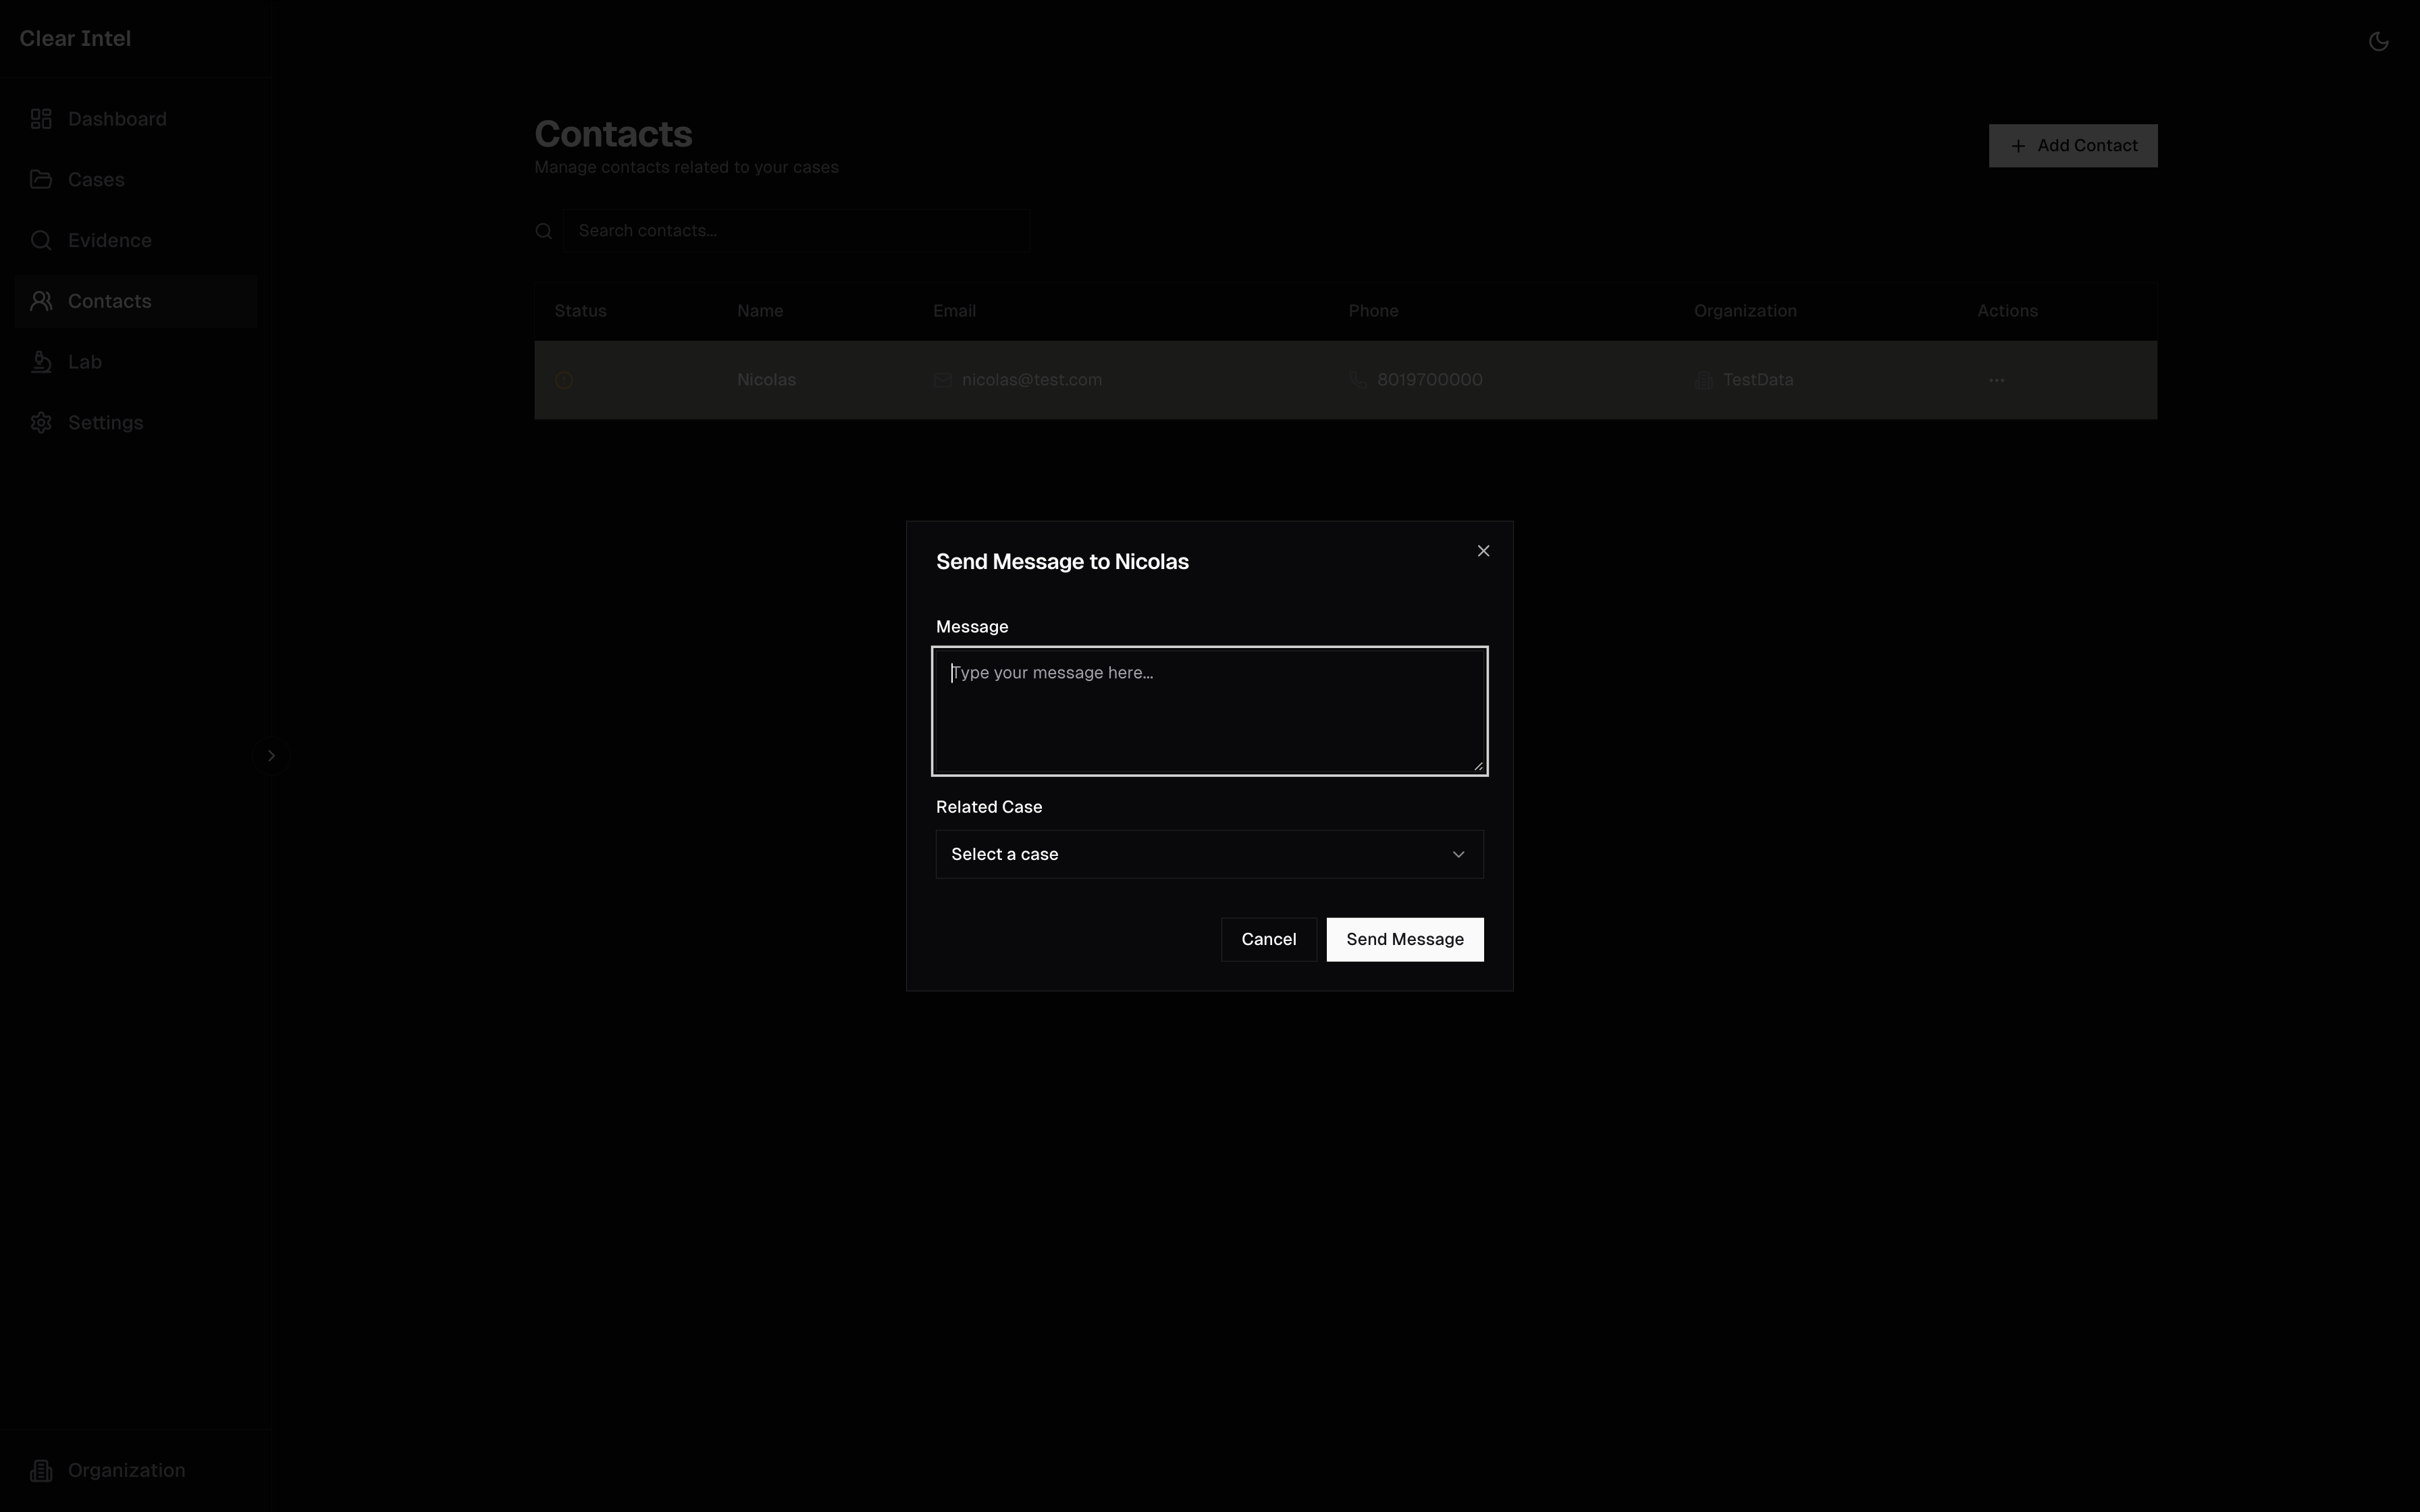 Clear Intel
Dashboard
Cases
Evidence
Contacts
Lab
Settings
Organization
Contacts
Manage contacts related to your cases
+ Add Contact
Search contacts...
Status Name Email Phone Organization Actions
Nicolas nicolas@test.com 8019700000 TestData ...
Send Message to Nicolas
Message
Type your message here...
Related Case
Select a case
Cancel Send Message